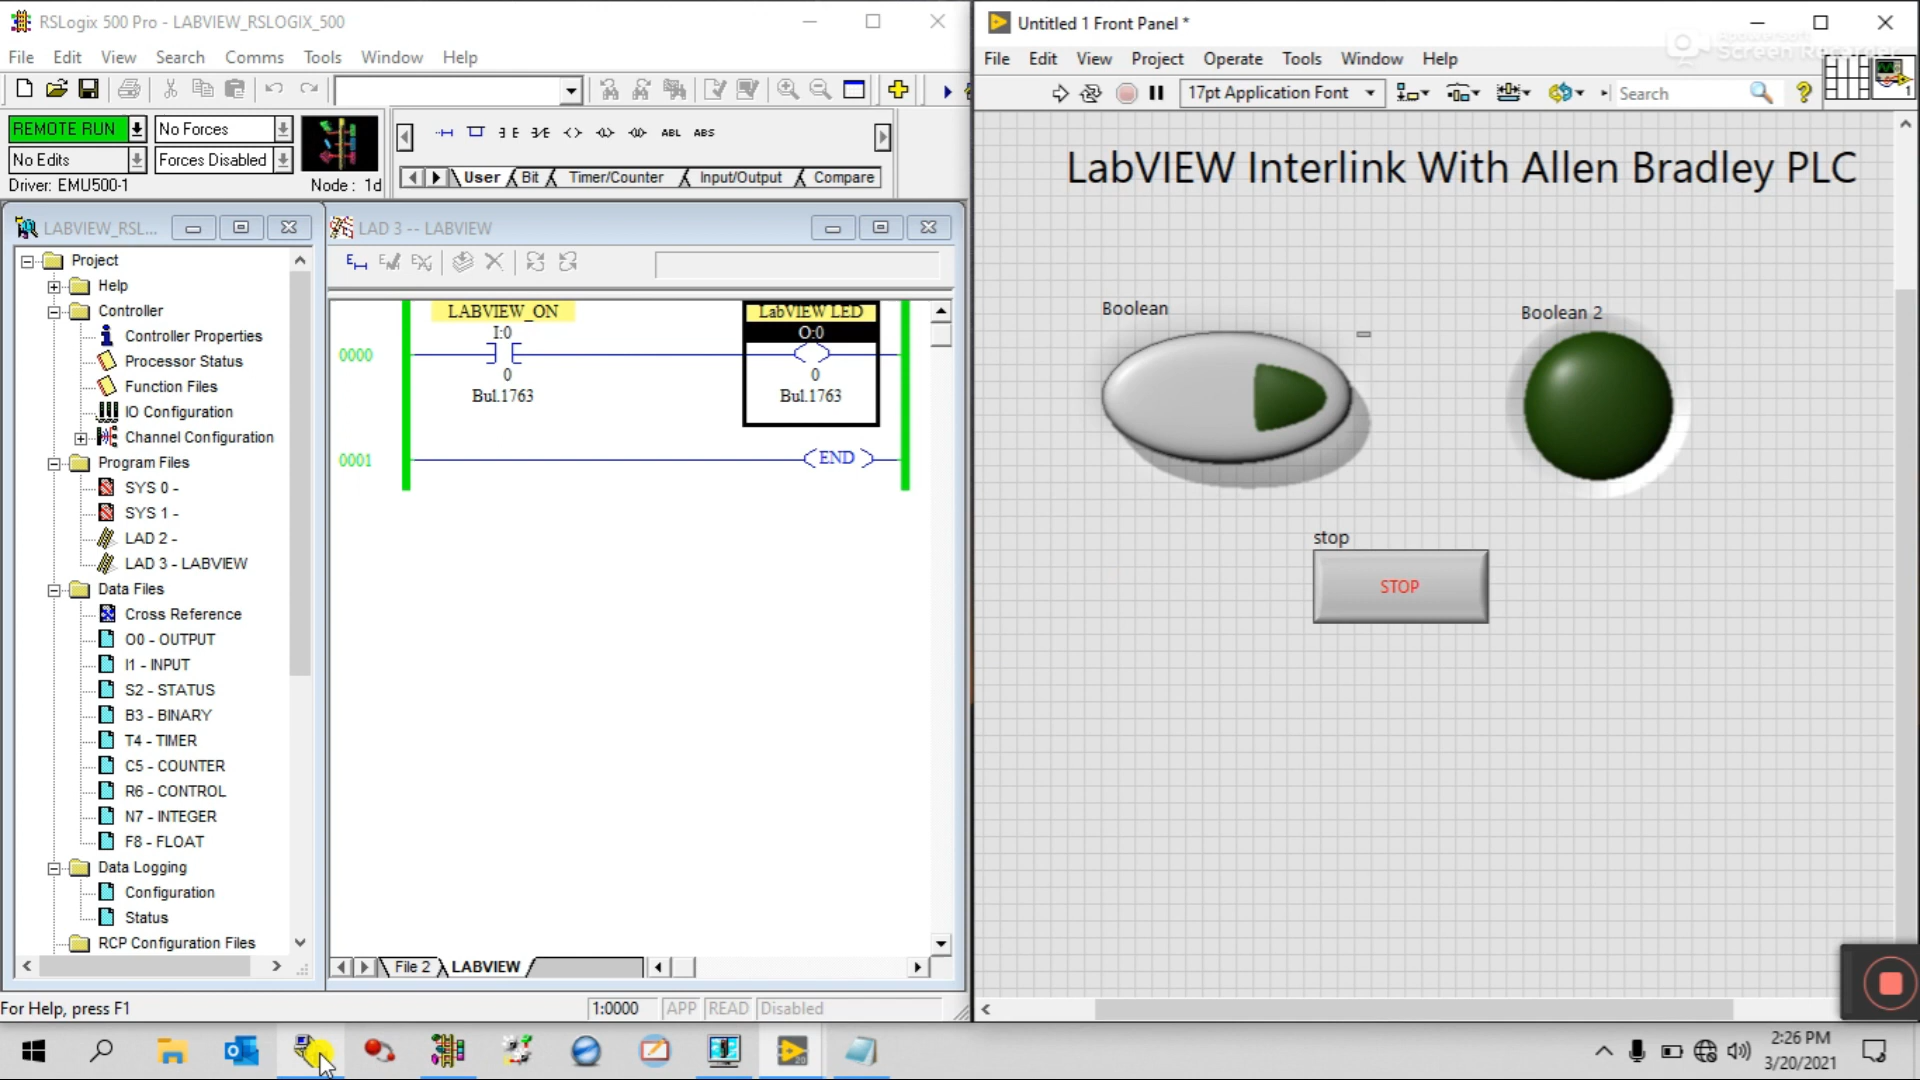 RSLogix 500 Pro - LABVIEW_RSLOGIX_500
File Edit View Search Comms Tools Window Help
REMOTE RUN No Forces
No Edits Forces Disabled
Driver: EMU500-1 Node : 1d
ABL ABS
User Bit Timer/Counter Input/Output Compare
LABVIEW_RSL...
Project
Help
Controller
Controller Properties
Processor Status
Function Files
IO Configuration
Channel Configuration
Program Files
SYS 0 -
SYS 1 -
LAD 2 -
LAD 3 - LABVIEW
Data Files
Cross Reference
O0 - OUTPUT
I1 - INPUT
S2 - STATUS
B3 - BINARY
T4 - TIMER
C5 - COUNTER
R6 - CONTROL
N7 - INTEGER
F8 - FLOAT
Data Logging
Configuration
Status
RCP Configuration Files
LAD 3 -- LABVIEW
LABVIEW_ON LabVIEW LED
I:0 O:0
0000
0 0
Bul.1763 Bul.1763
0001 END
File 2 LABVIEW
For Help, press F1 1:0000 APP READ Disabled
Untitled 1 Front Panel *
File Edit View Project Operate Tools Window Help
17pt Application Font Search
Apowersoft
Screen Recorder
LabVIEW Interlink With Allen Bradley PLC
Boolean Boolean 2
stop
STOP
2:26 PM
3/20/2021